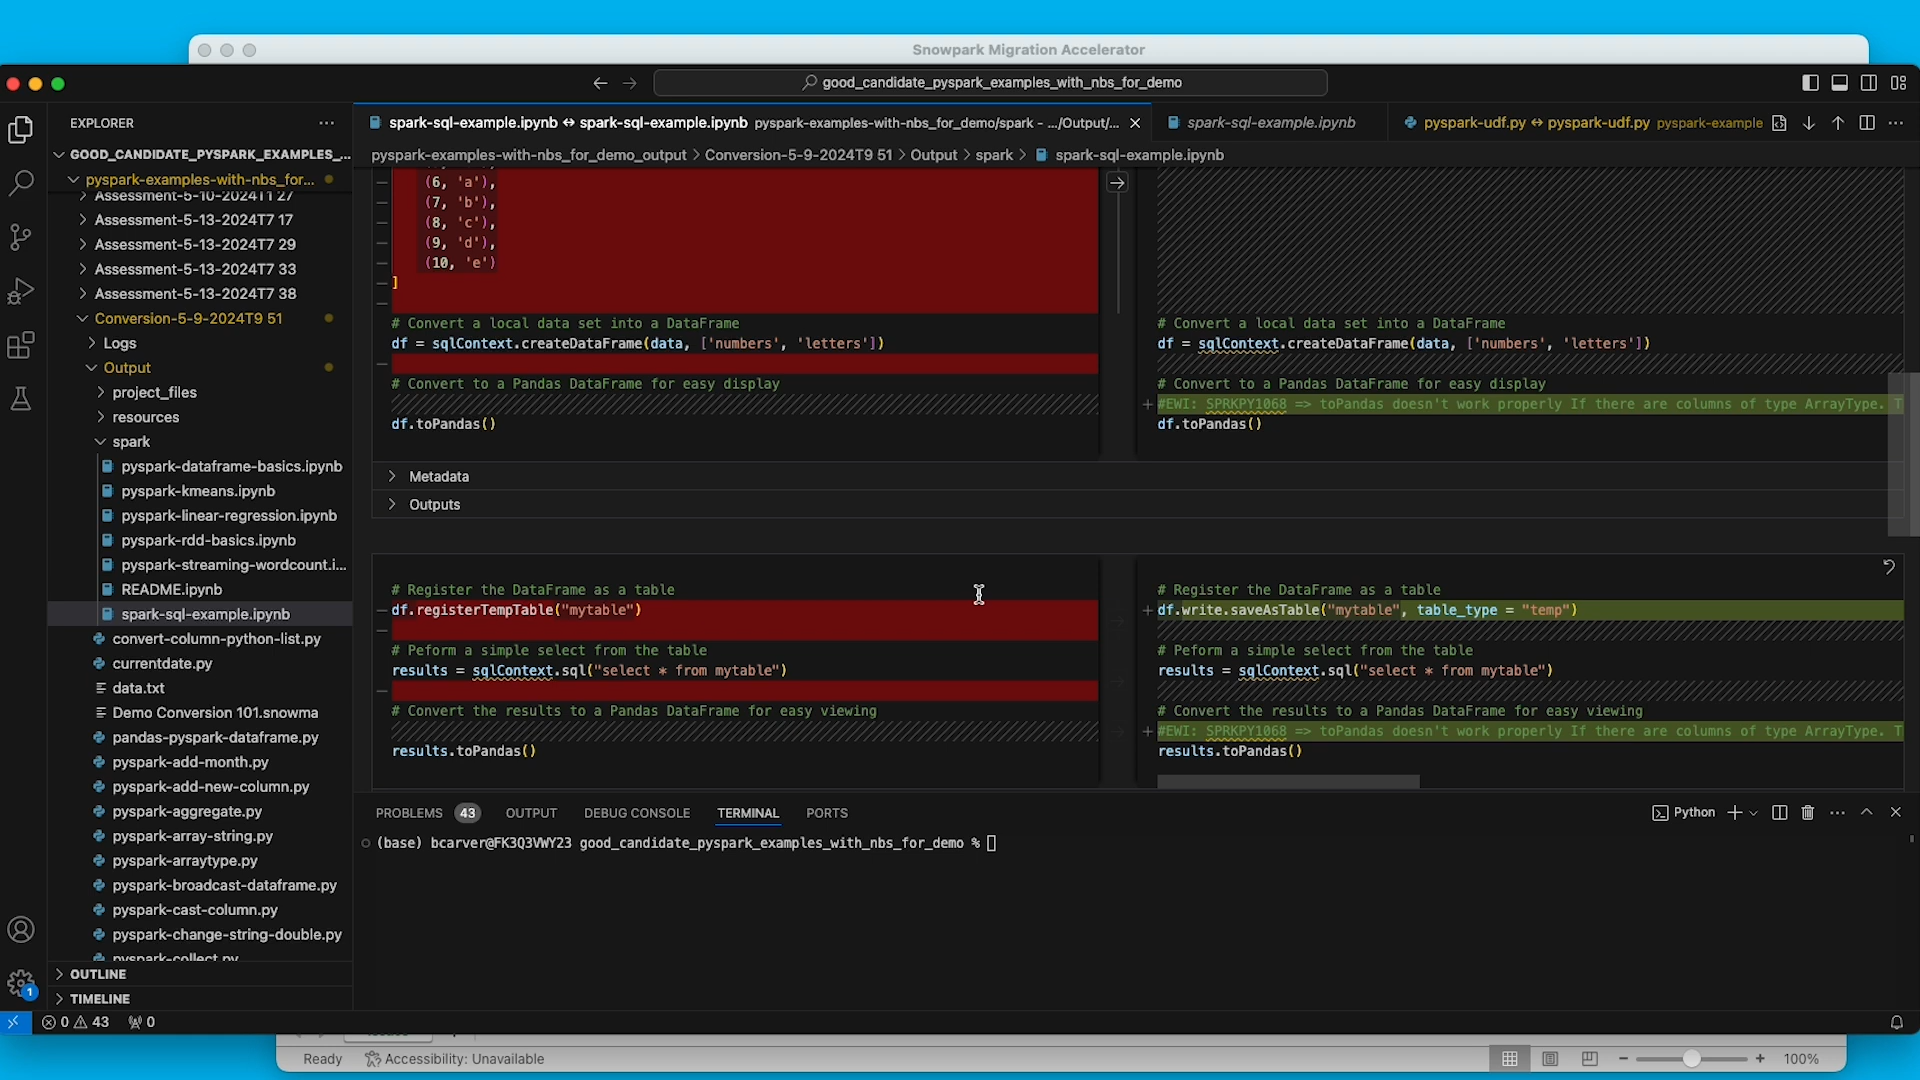 Snowpark Migration Accelerator
good_candidate_pyspark_examples_with_nbs_for_demo
EXPLORER
GOOD_CANDIDATE_PYSPARK_EXAMPLES_...
pyspark-examples-with-nbs_for...
Assessment-5-10-2024T1 27
Assessment-5-13-2024T7 17
Assessment-5-13-2024T7 29
Assessment-5-13-2024T7 33
Assessment-5-13-2024T7 38
Conversion-5-9-2024T9 51
Logs
Output
project_files
resources
spark
pyspark-dataframe-basics.ipynb
pyspark-kmeans.ipynb
pyspark-linear-regression.ipynb
pyspark-rdd-basics.ipynb
pyspark-streaming-wordcount.i...
README.ipynb
spark-sql-example.ipynb
convert-column-python-list.py
currentdate.py
data.txt
Demo Conversion 101.snowma
pandas-pyspark-dataframe.py
pyspark-add-month.py
pyspark-add-new-column.py
pyspark-aggregate.py
pyspark-array-string.py
pyspark-arraytype.py
pyspark-broadcast-dataframe.py
pyspark-cast-column.py
pyspark-change-string-double.py
pyspark-collect.py
OUTLINE
TIMELINE
spark-sql-example.ipynb ↔ spark-sql-example.ipynb pyspark-examples-with-nbs_for_demo/spark - .../Output/...
spark-sql-example.ipynb
pyspark-udf.py ↔ pyspark-udf.py pyspark-example
pyspark-examples-with-nbs_for_demo_output > Conversion-5-9-2024T9 51 > Output > spark > spark-sql-example.ipynb
(6, 'a'),
(7, 'b'),
(8, 'c'),
(9, 'd'),
(10, 'e')
]
# Convert a local data set into a DataFrame
df = sqlContext.createDataFrame(data, ['numbers', 'letters'])
# Convert to a Pandas DataFrame for easy display
df.toPandas()
# Convert a local data set into a DataFrame
df = sqlContext.createDataFrame(data, ['numbers', 'letters'])
# Convert to a Pandas DataFrame for easy display
#EWI: SPRKPY1068 => toPandas doesn't work properly If there are columns of type ArrayType. T
df.toPandas()
Metadata
Outputs
# Register the DataFrame as a table
df.registerTempTable("mytable")
# Peform a simple select from the table
results = sqlContext.sql("select * from mytable")
# Convert the results to a Pandas DataFrame for easy viewing
results.toPandas()
# Register the DataFrame as a table
df.write.saveAsTable("mytable", table_type = "temp")
# Peform a simple select from the table
results = sqlContext.sql("select * from mytable")
# Convert the results to a Pandas DataFrame for easy viewing
#EWI: SPRKPY1068 => toPandas doesn't work properly If there are columns of type ArrayType. T
results.toPandas()
PROBLEMS 43 OUTPUT DEBUG CONSOLE TERMINAL PORTS
Python
(base) bcarver@FK3Q3VWY23 good_candidate_pyspark_examples_with_nbs_for_demo %
1
0 43 0
Ready
Accessibility: Unavailable
100%